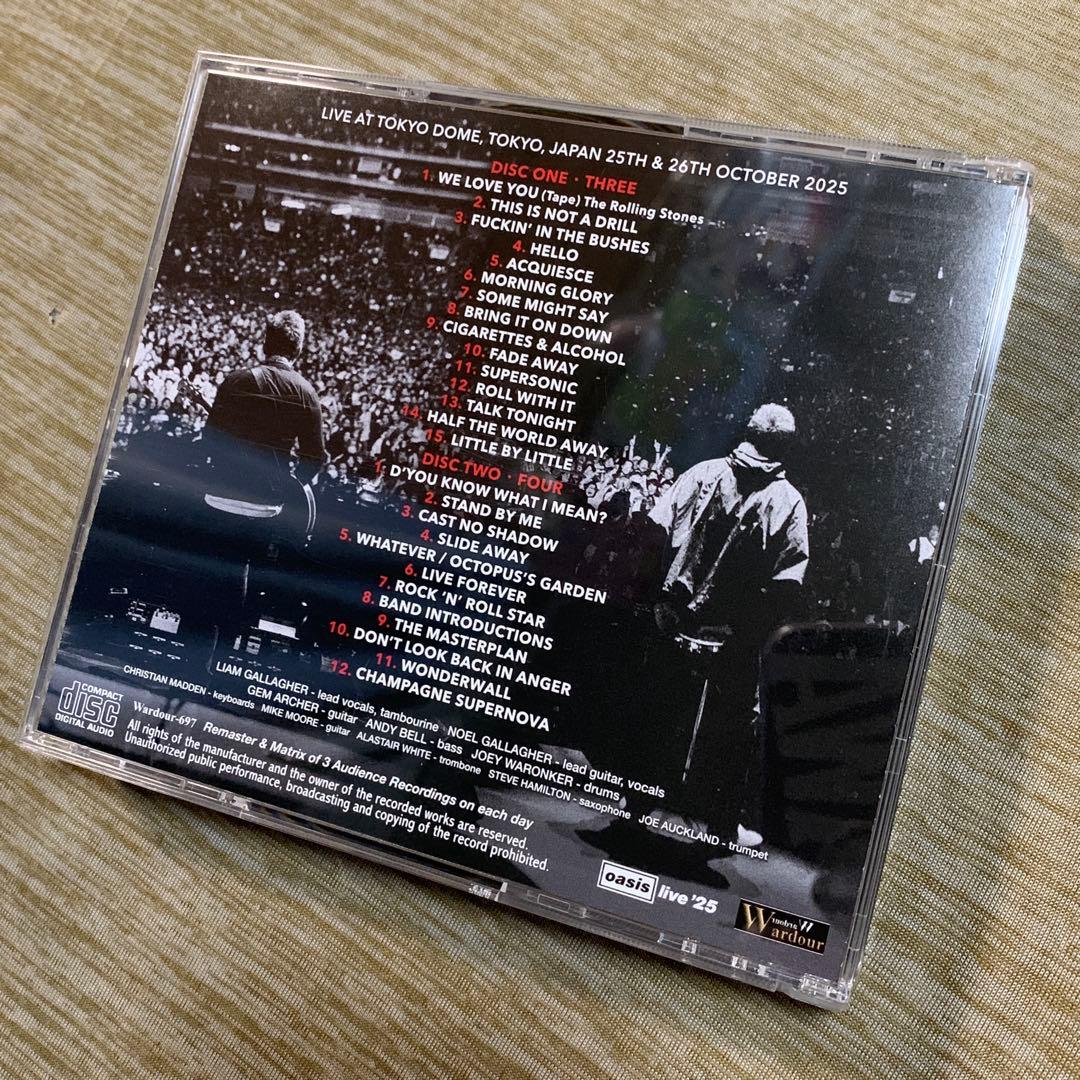 LIVE AT TOKYO DOME, TOKYO, JAPAN 25TH & 26TH OCTOBER 2025
DISC ONE · THREE
1. WE LOVE YOU (Tape) The Rolling Stones
2. THIS IS NOT A DRILL
3. FUCKIN' IN THE BUSHES
4. HELLO
5. ACQUIESCE
6. MORNING GLORY
7. SOME MIGHT SAY
8. BRING IT ON DOWN
9. CIGARETTES & ALCOHOL
10. FADE AWAY
11. SUPERSONIC
12. ROLL WITH IT
13. TALK TONIGHT
14. HALF THE WORLD AWAY
15. LITTLE BY LITTLE
DISC TWO · FOUR
1. D'YOU KNOW WHAT I MEAN?
2. STAND BY ME
3. CAST NO SHADOW
4. SLIDE AWAY
5. WHATEVER / OCTOPUS'S GARDEN
6. LIVE FOREVER
7. ROCK 'N' ROLL STAR
8. BAND INTRODUCTIONS
9. THE MASTERPLAN
10. DON'T LOOK BACK IN ANGER
11. WONDERWALL
12. CHAMPAGNE SUPERNOVA
LIAM GALLAGHER - lead vocals, tambourine NOEL GALLAGHER - lead guitar, vocals
GEM ARCHER - guitar ANDY BELL - bass JOEY WARONKER - drums
CHRISTIAN MADDEN - keyboards MIKE MOORE - guitar ALASTAIR WHITE - trombone STEVE HAMILTON - saxophone JOE AUCKLAND - trumpet
COMPACT
disc
DIGITAL AUDIO
Wardour-697 Remaster & Matrix of 3 Audience Recordings on each day
All rights of the manufacturer and the owner of the recorded works are reserved.
Unauthorized public performance, broadcasting and copying of the record prohibited.
oasis live '25
Wardour